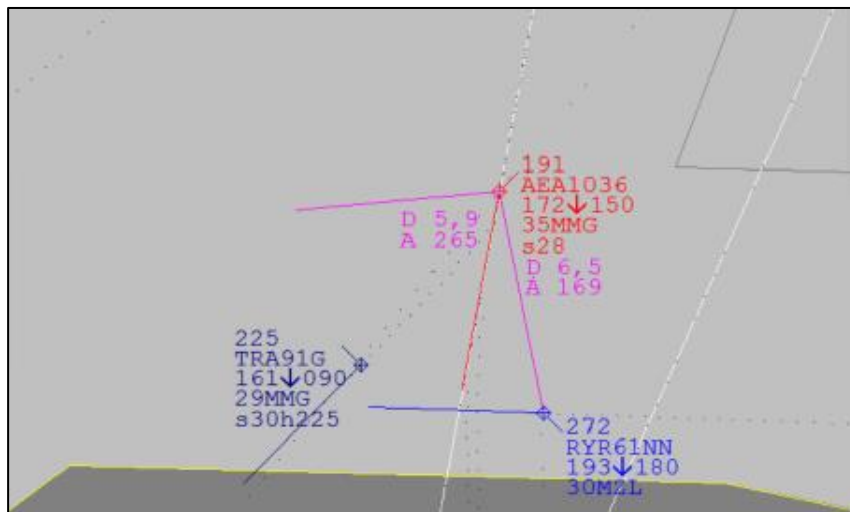 191
AEA1036
172↓150
35MMG
s28
D 5,9
A 265
D 6,5
A 169
225
TRA91G
161↓090
29MMG
s30h225
272
RYR61NN
193↓180
30MZL